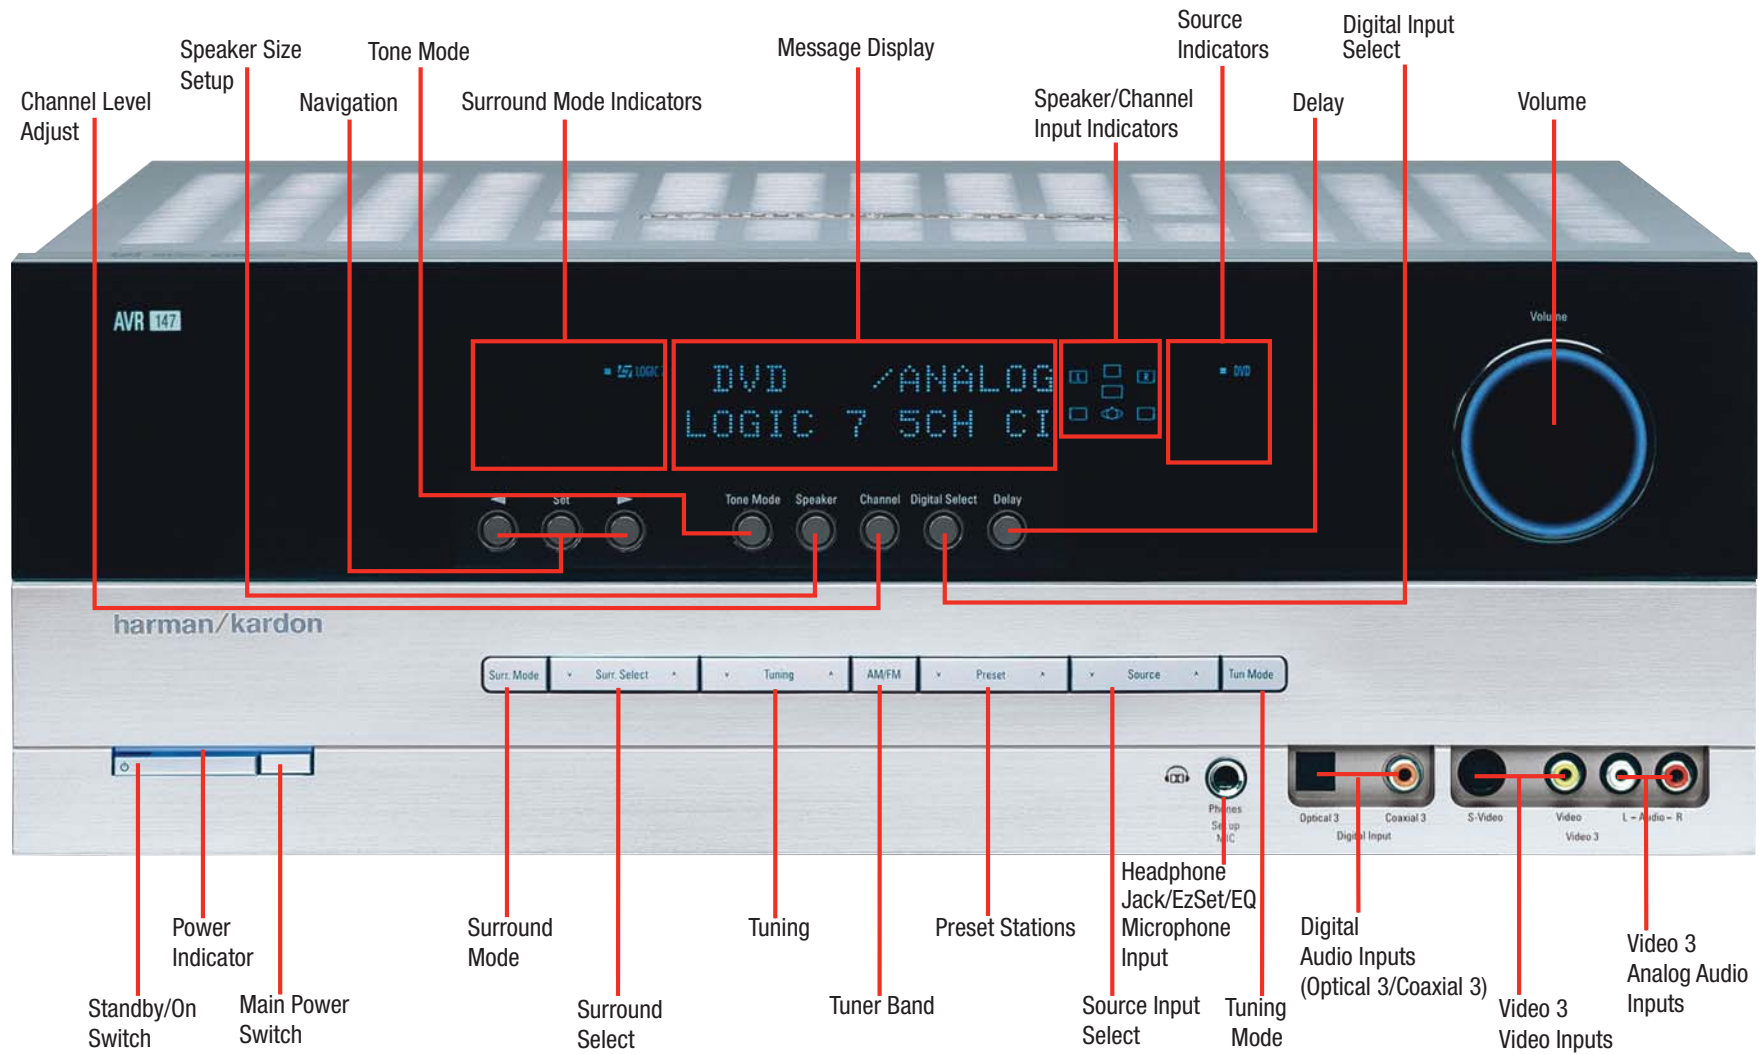 Source
Indicators
Digital Input
Select
Speaker Size
Setup
Tone Mode
Message Display
Channel Level
Adjust
Navigation
Surround Mode Indicators
Speaker/Channel
Input Indicators
Delay
Volume
AVR 147
Volume
LOGIC 7
DVD /ANALOG
LOGIC 7 5CH CI
L
R
DVD
Set
Tone Mode
Speaker
Channel
Digital Select
Delay
harman/kardon
Surr. Mode
Surr. Select
Tuning
AM/FM
Preset
Source
Tun Mode
Phones
Set up
MIC
Optical 3
Coaxial 3
Digital Input
S-Video
Video
L – Audio – R
Video 3
Power
Indicator
Standby/On
Switch
Main Power
Switch
Surround
Mode
Surround
Select
Tuning
Tuner Band
Preset Stations
Headphone
Jack/EzSet/EQ
Microphone
Input
Source Input
Select
Tuning
Mode
Digital
Audio Inputs
(Optical 3/Coaxial 3)
Video 3
Video Inputs
Video 3
Analog Audio
Inputs